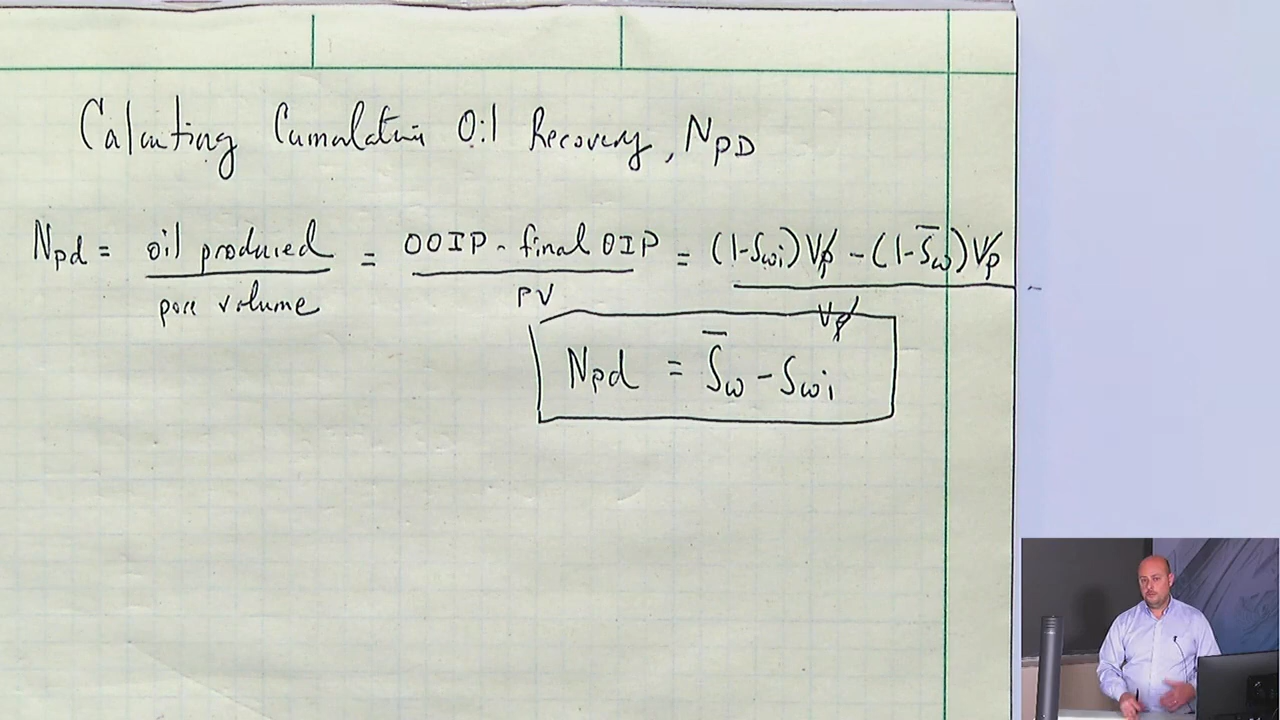 Calculting Cumulative Oil Recovery, NpD
Npd = oil produced / pore volume = OOIP - final OIP / PV = (1-Swi)Vp - (1-S̅w)Vp / Vp
Npd = S̅w - Swi